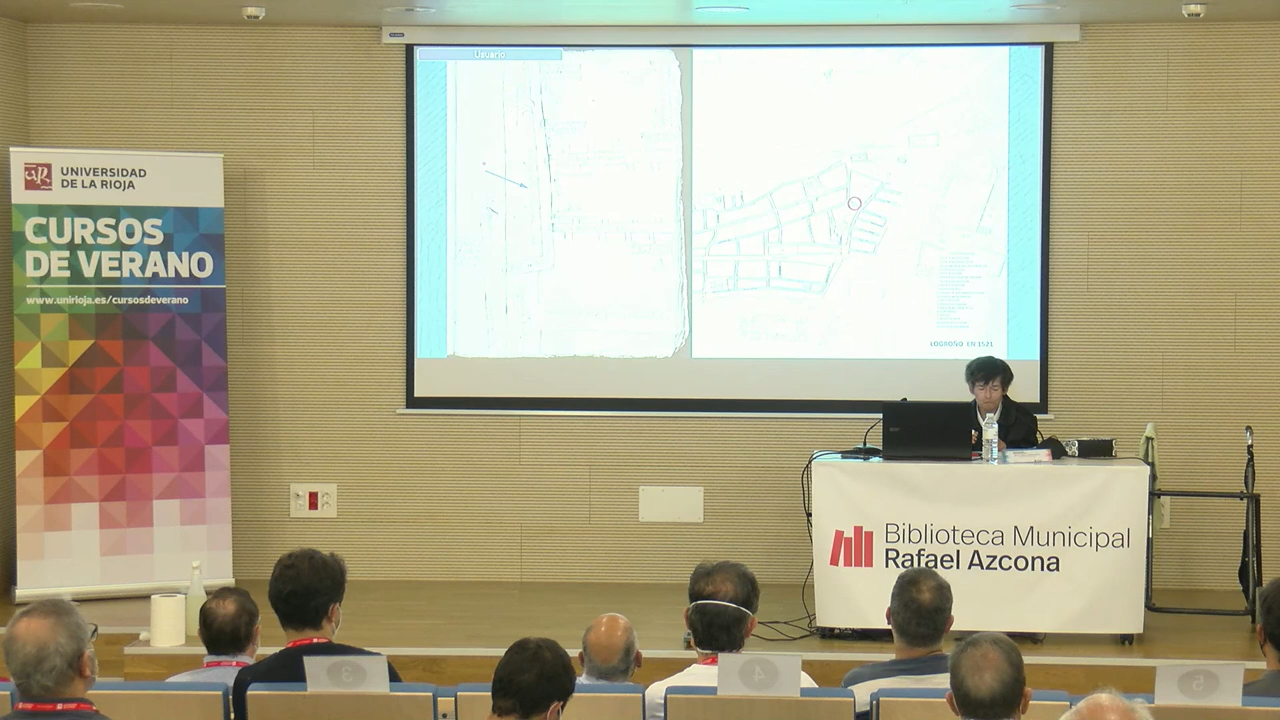 Usuario
LOGROÑO EN 1521
UNIVERSIDAD
DE LA RIOJA
CURSOS
DE VERANO
www.unirioja.es/cursosdeverano
Biblioteca Municipal
Rafael Azcona
3
4
5